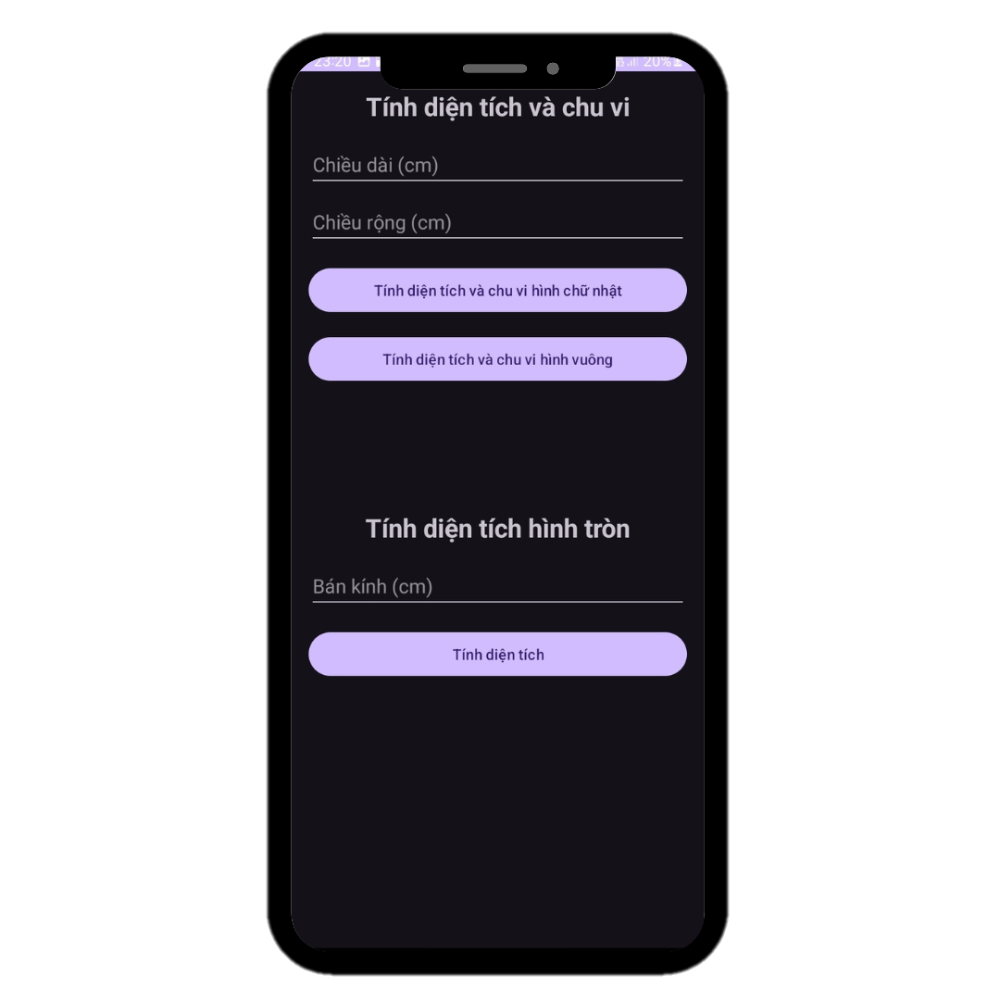 23:20
20%
Tính diện tích và chu vi
Chiều dài (cm)
Chiều rộng (cm)
Tính diện tích và chu vi hình chữ nhật
Tính diện tích và chu vi hình vuông
Tính diện tích hình tròn
Bán kính (cm)
Tính diện tích